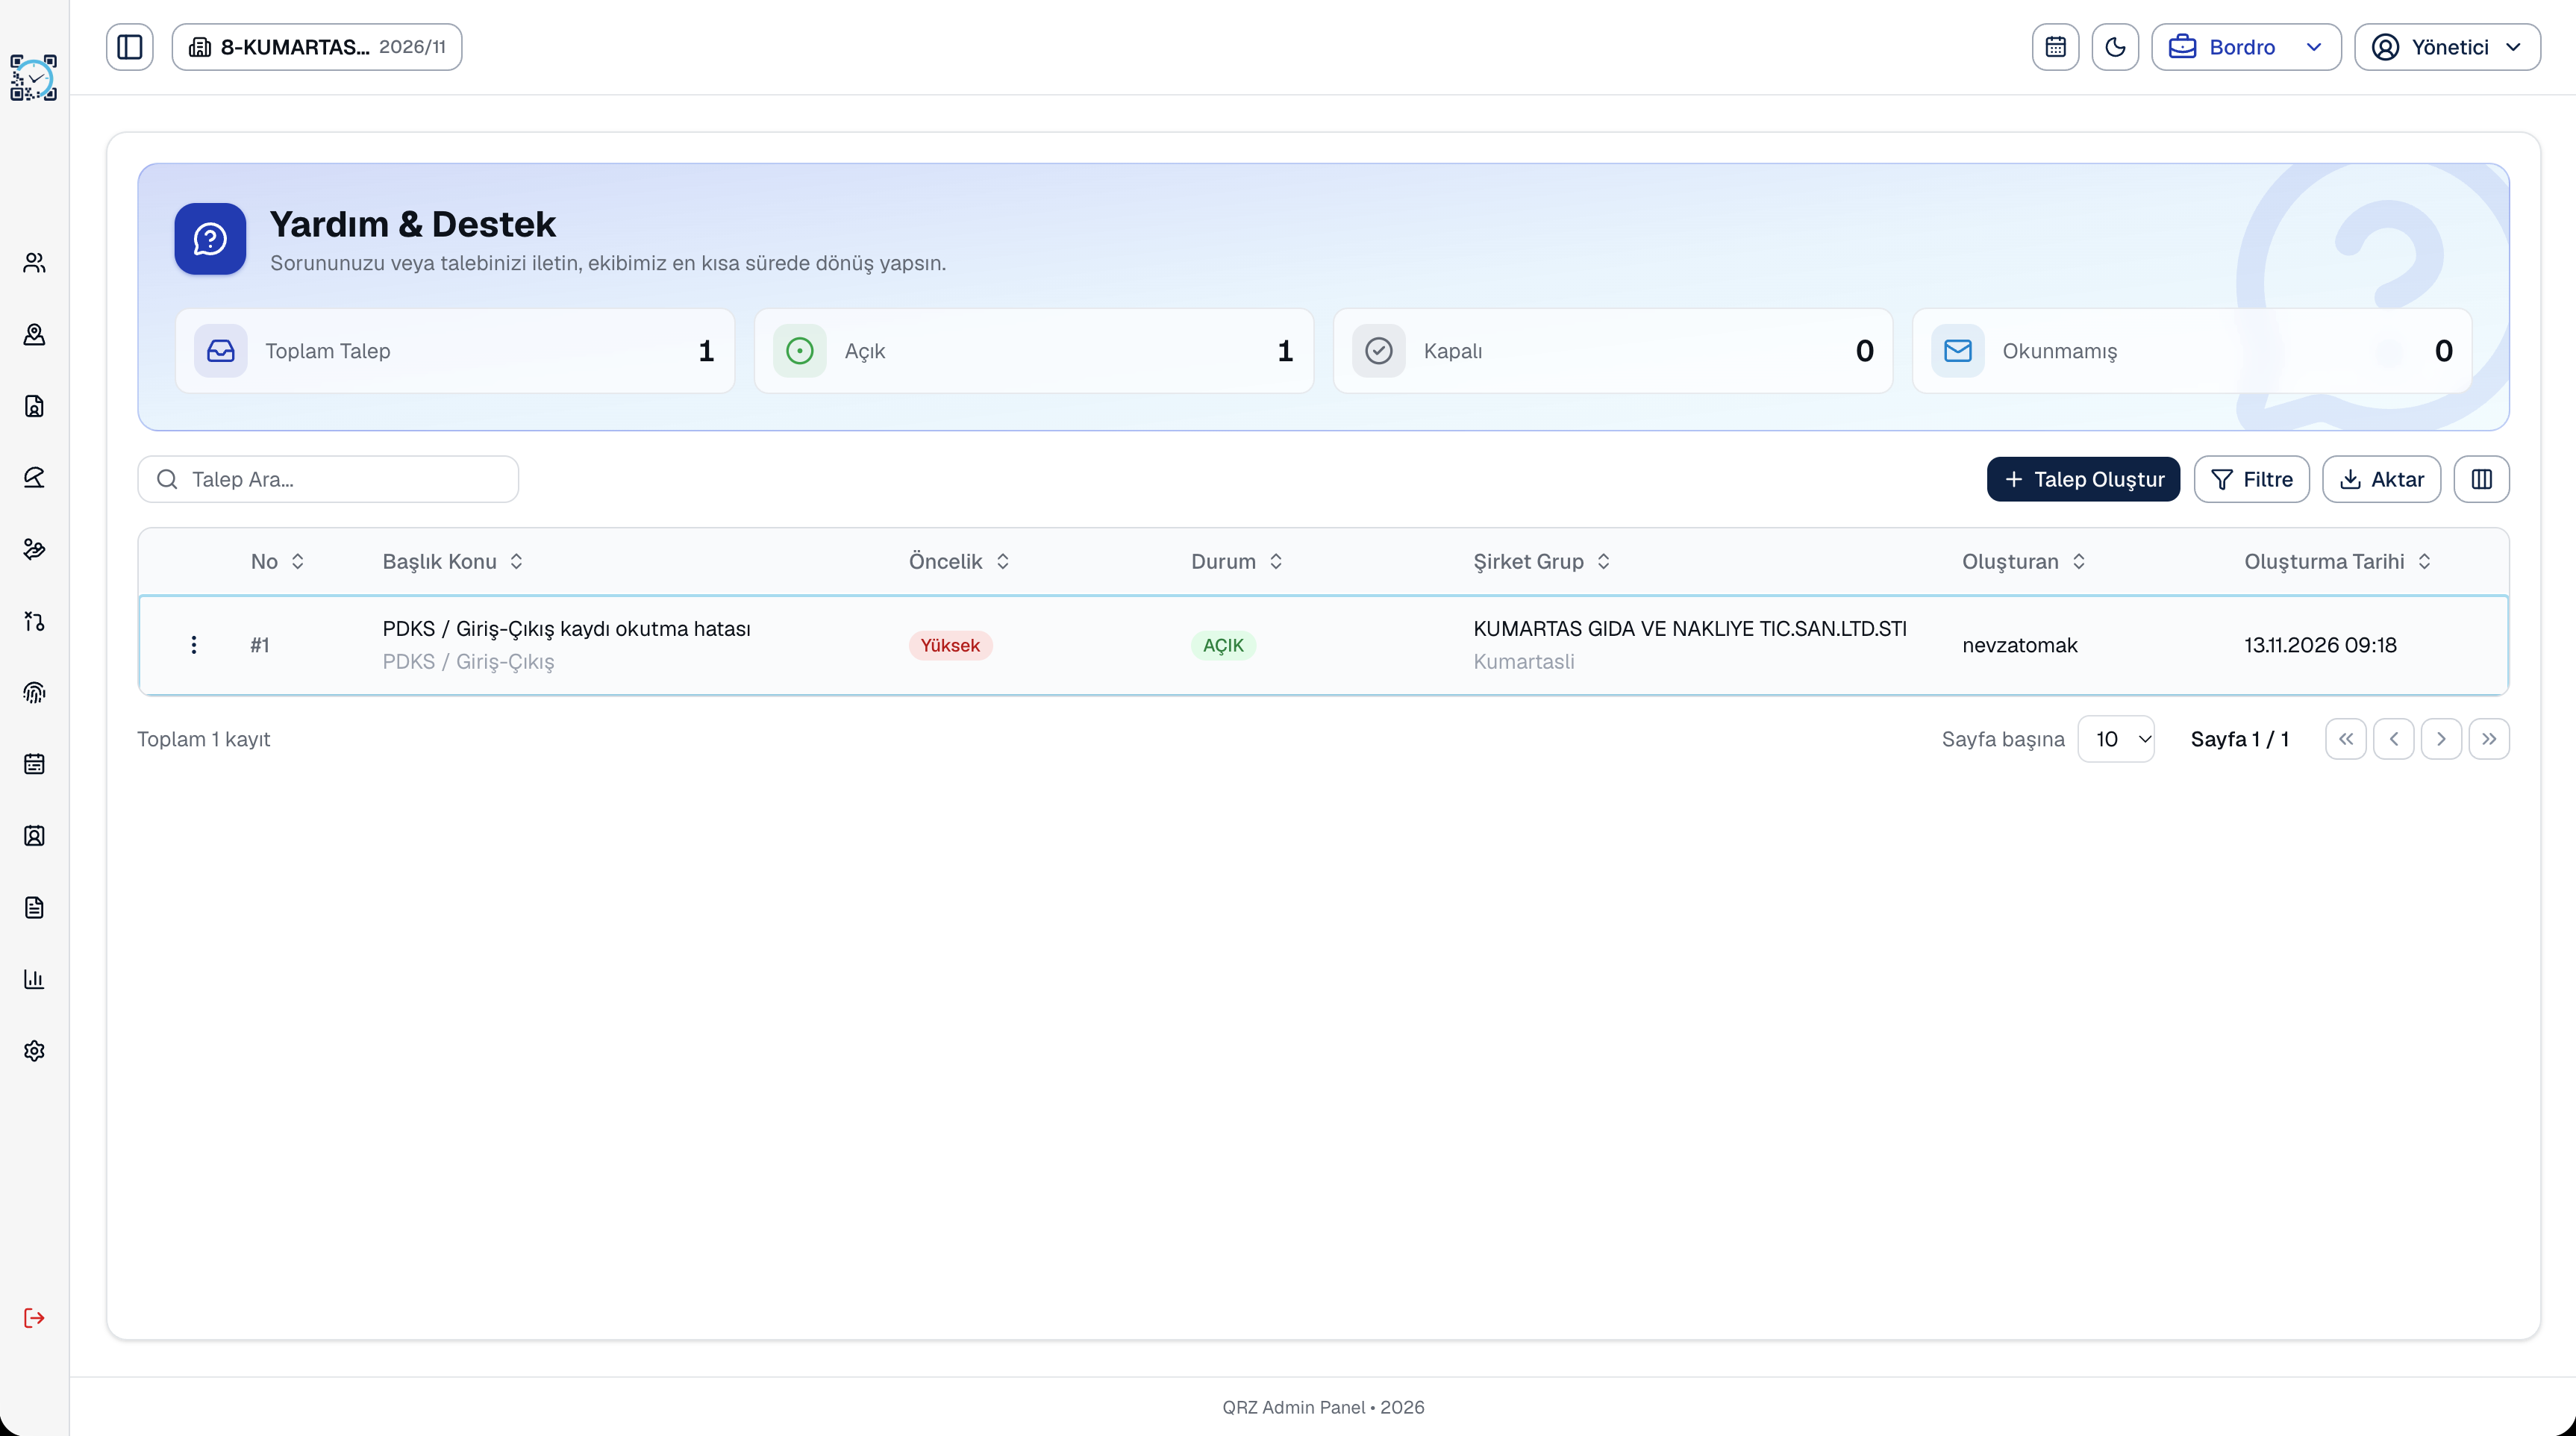 8-KUMARTAS... 2026/11
Bordro
Yönetici
Yardım & Destek
Sorununuzu veya talebinizi iletin, ekibimiz en kısa sürede dönüş yapsın.
Toplam Talep 1
Açık 1
Kapalı 0
Okunmamış 0
Talep Ara...
+ Talep Oluştur
Filtre
Aktar
No Başlık Konu Öncelik Durum Şirket Grup Oluşturan Oluşturma Tarihi
#1 PDKS / Giriş-Çıkış kaydı okutma hatası Yüksek AÇIK KUMARTAS GIDA VE NAKLIYE TIC.SAN.LTD.STI nevzatomak 13.11.2026 09:18
PDKS / Giriş-Çıkış Kumartasli
Toplam 1 kayıt Sayfa başına 10 Sayfa 1 / 1
QRZ Admin Panel • 2026